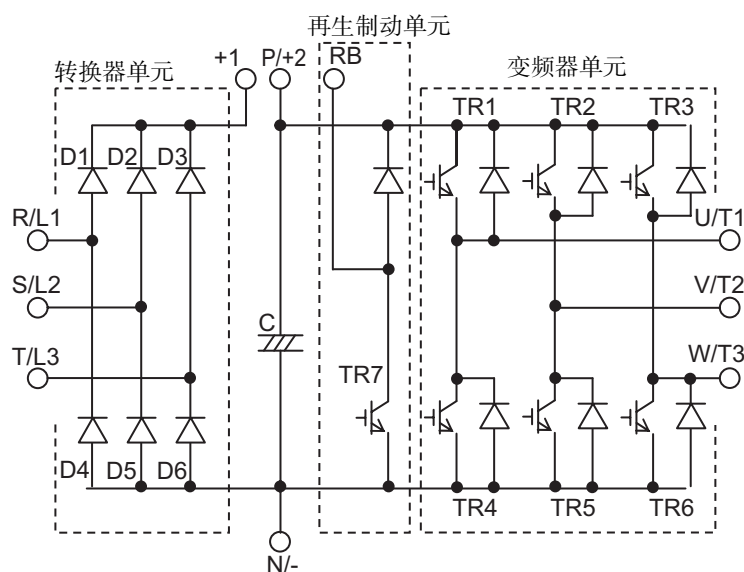 再生制动单元
转换器单元
+1
P/+2
RB
变频器单元
TR1
TR2
TR3
D1
D2
D3
R/L1
U/T1
S/L2
V/T2
C
T/L3
TR7
W/T3
D4
D5
D6
TR4
TR5
TR6
N/-